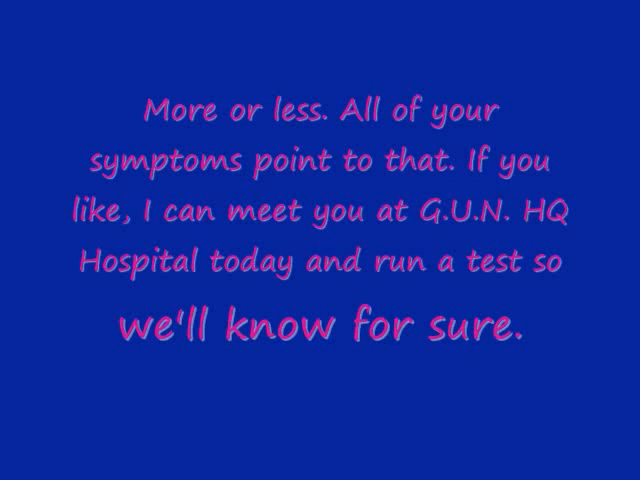 More or less. All of your
symptoms point to that. If you
like, I can meet you at G.U.N. HQ
Hospital today and run a test so
we'll know for sure.